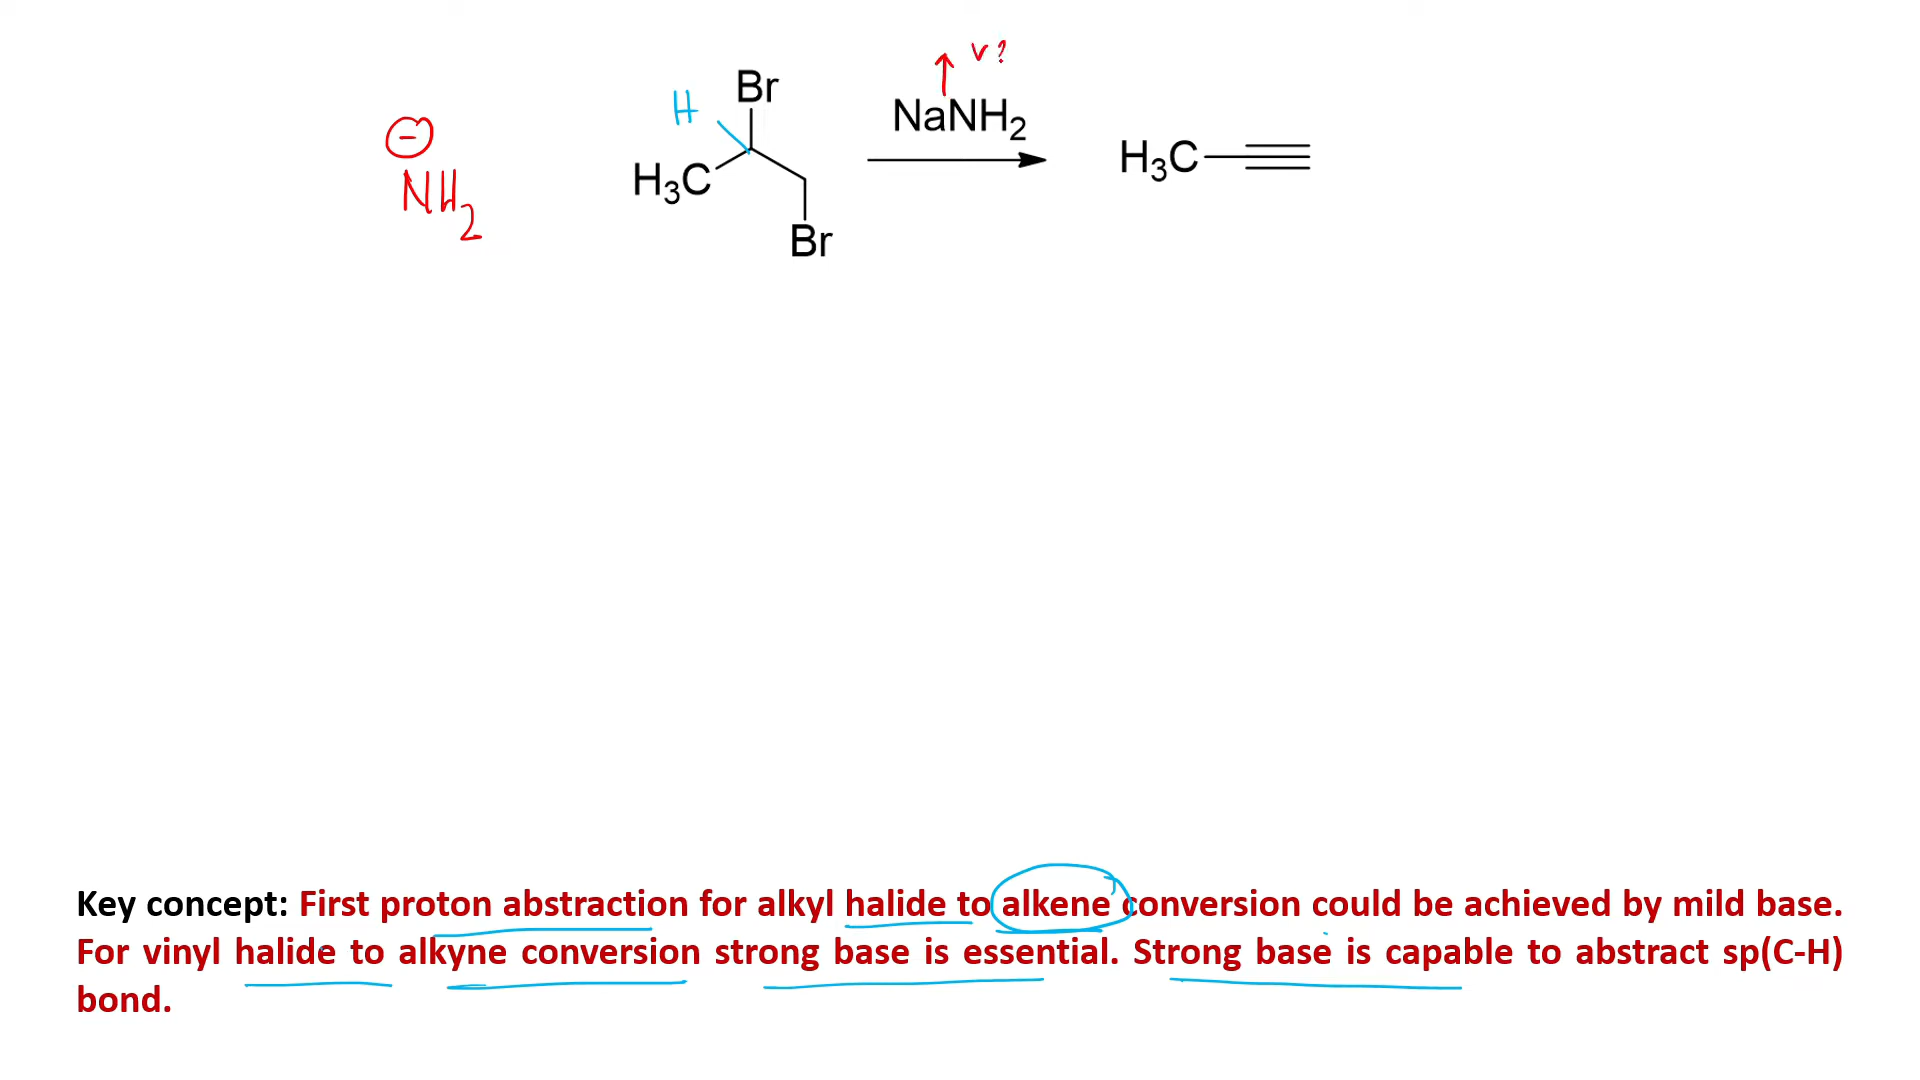 v?
Br
H
NaNH₂
⊖
H₃C
H₃C
NH₂
Br
Key concept: First proton abstraction for alkyl halide to alkene conversion could be achieved by mild base.
For vinyl halide to alkyne conversion strong base is essential. Strong base is capable to abstract sp(C-H)
bond.